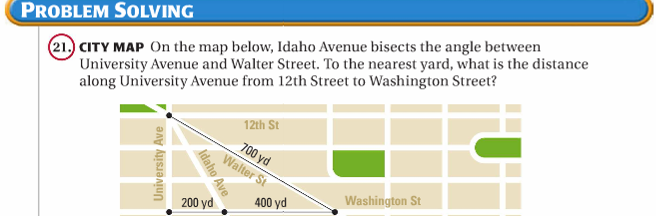 PROBLEM SOLVING
21. CITY MAP On the map below, Idaho Avenue bisects the angle between
University Avenue and Walter Street. To the nearest yard, what is the distance
along University Avenue from 12th Street to Washington Street?
12th St
University Ave
Idaho Ave
Walter St
700 yd
200 yd
400 yd
Washington St